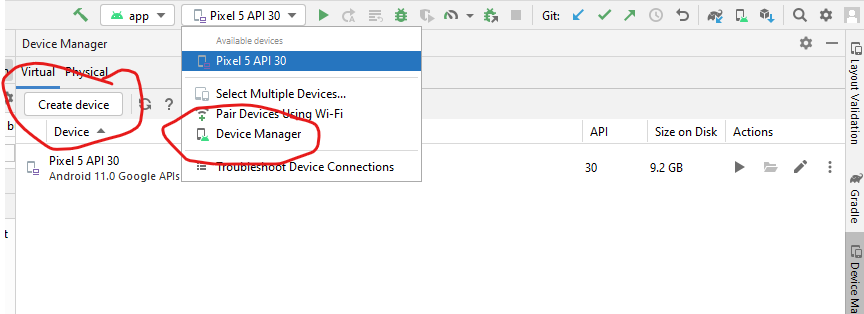 app
Pixel 5 API 30
Git:
Device Manager
Available devices
Pixel 5 API 30
Virtual
Physical
Select Multiple Devices...
Create device
?
Pair Devices Using Wi-Fi
Device Manager
Device
API
Size on Disk
Actions
Troubleshoot Device Connections
Pixel 5 API 30
Android 11.0 Google APIs
30
9.2 GB
Layout Validation
Gradle
Device Ma